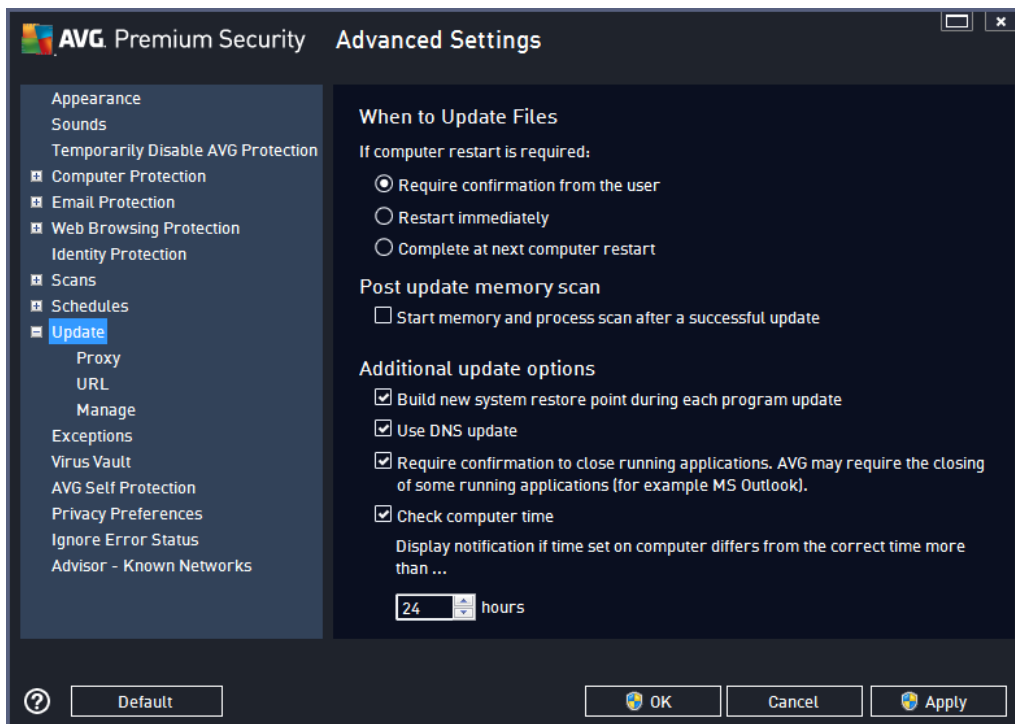 AVG. Premium Security
Advanced Settings
Appearance
Sounds
Temporarily Disable AVG Protection
Computer Protection
Email Protection
Web Browsing Protection
Identity Protection
Scans
Schedules
Update
Proxy
URL
Manage
Exceptions
Virus Vault
AVG Self Protection
Privacy Preferences
Ignore Error Status
Advisor - Known Networks
When to Update Files
If computer restart is required:
Require confirmation from the user
Restart immediately
Complete at next computer restart
Post update memory scan
Start memory and process scan after a successful update
Additional update options
Build new system restore point during each program update
Use DNS update
Require confirmation to close running applications. AVG may require the closing
of some running applications (for example MS Outlook).
Check computer time
Display notification if time set on computer differs from the correct time more
than ...
24 hours
? Default OK Cancel Apply